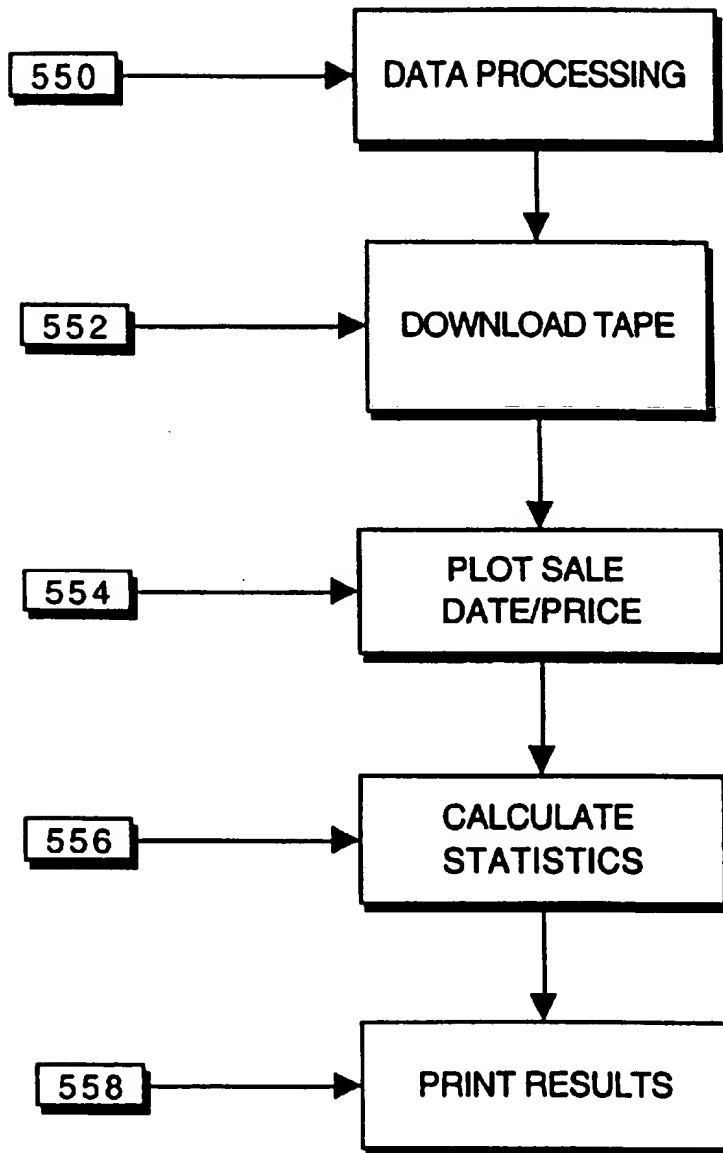 550
DATA PROCESSING
552
DOWNLOAD TAPE
554
PLOT SALE
DATE/PRICE
556
CALCULATE
STATISTICS
558
PRINT RESULTS